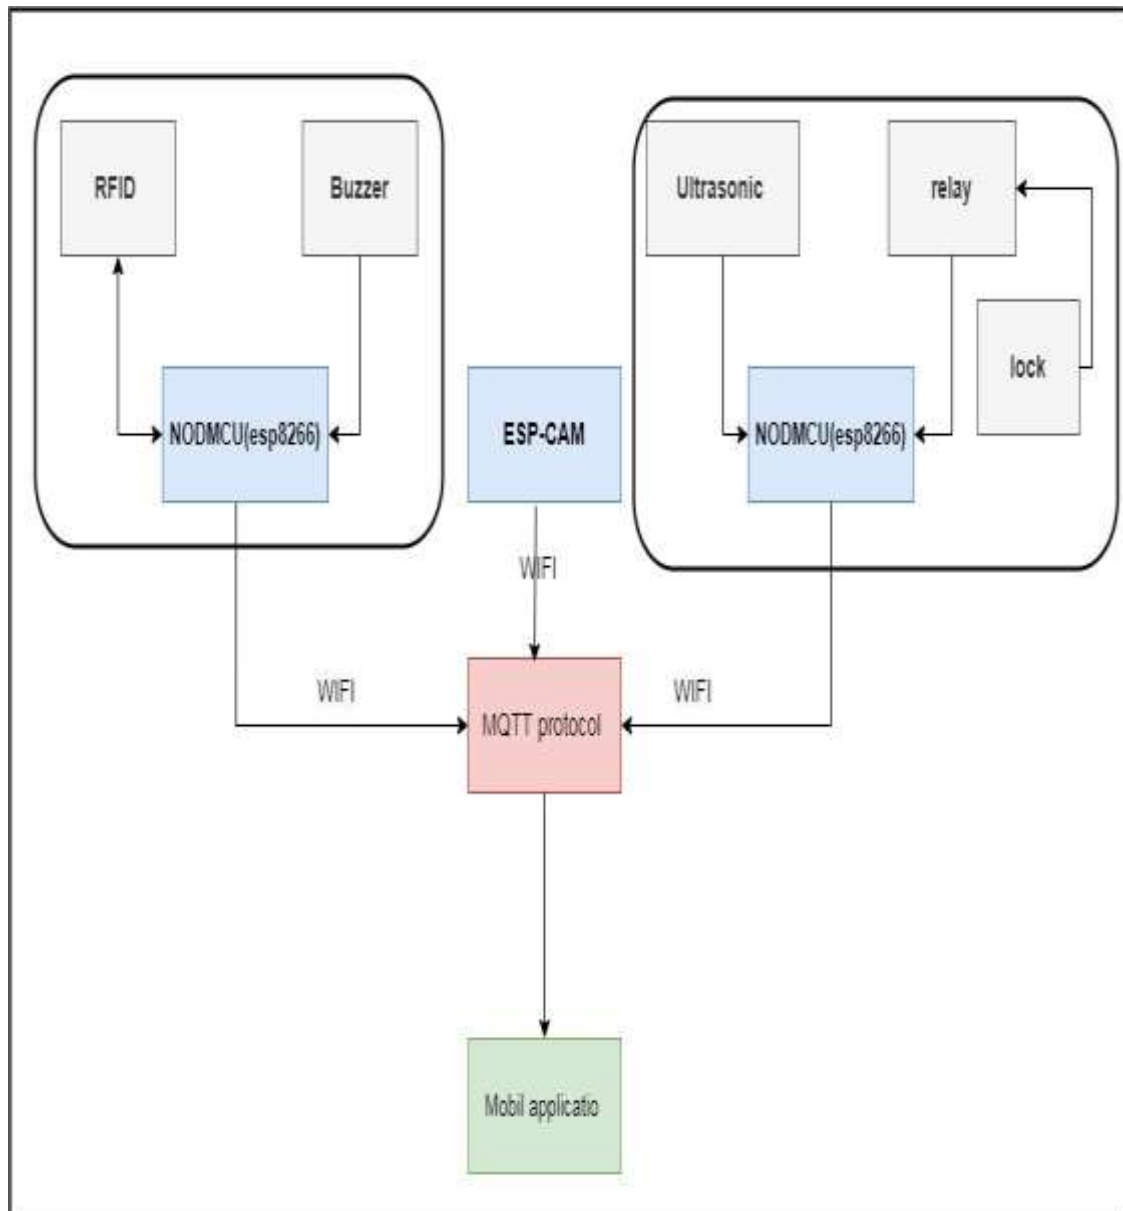 RFID
Buzzer
Ultrasonic
relay
lock
NODMCU(esp8266)
ESP-CAM
NODMCU(esp8266)
WIFI
WIFI
WIFI
MQTT protocol
Mobil applicatio